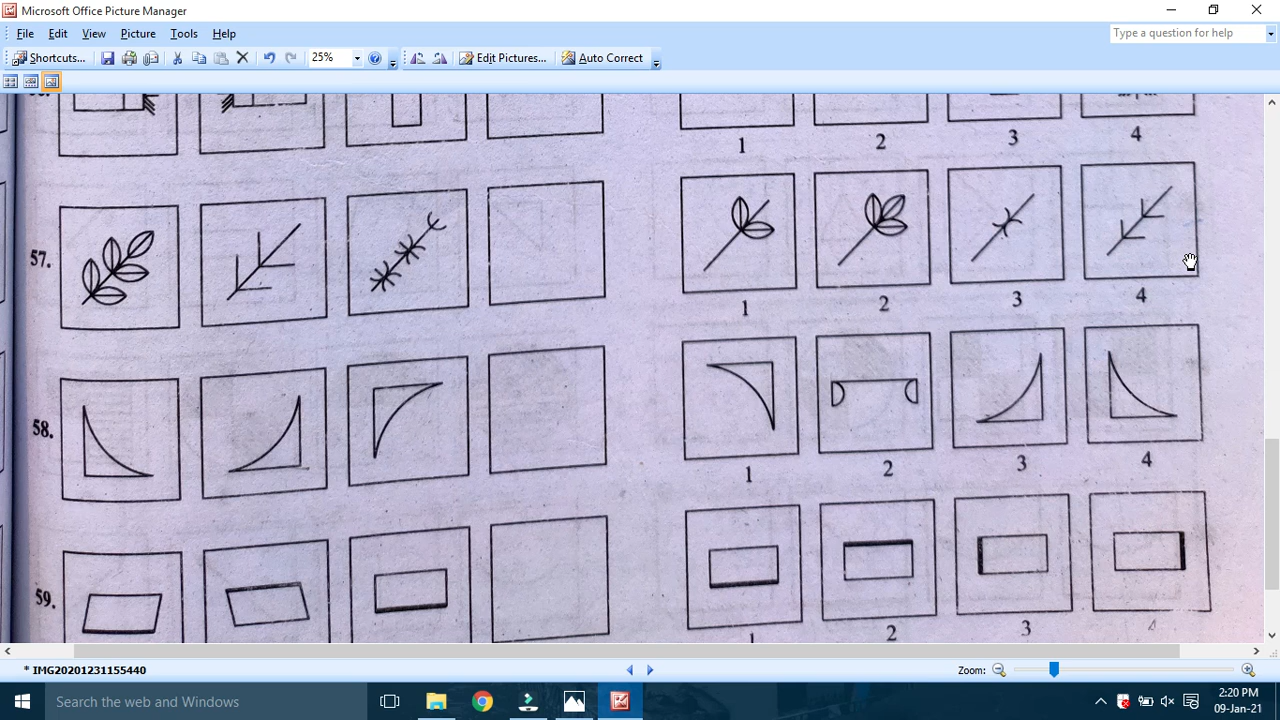 Microsoft Office Picture Manager
File Edit View Picture Tools Help
Type a question for help
Shortcuts... 25% Edit Pictures... Auto Correct
1 2 3 4
57.
1 2 3 4
58.
1 2 3 4
59.
1 2 3 4
* IMG20201231155440
Zoom:
Search the web and Windows
2:20 PM
09-Jan-21